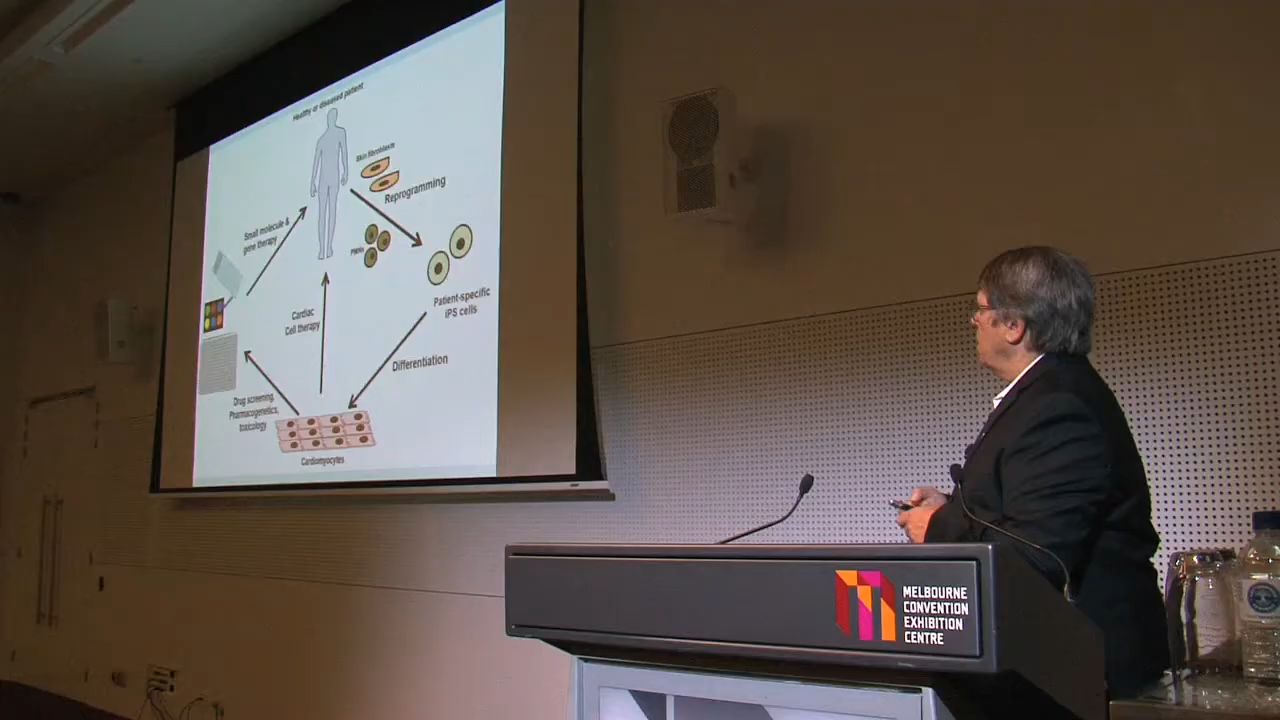 Healthy or diseased patient
Skin fibroblasts
Reprogramming
Small molecule &
gene therapy
PMNs
Patient-specific
iPS cells
Cardiac
Cell therapy
Differentiation
Drug screening,
Pharmacogenetics,
toxicology
Cardiomyocytes
MELBOURNE
CONVENTION
EXHIBITION
CENTRE